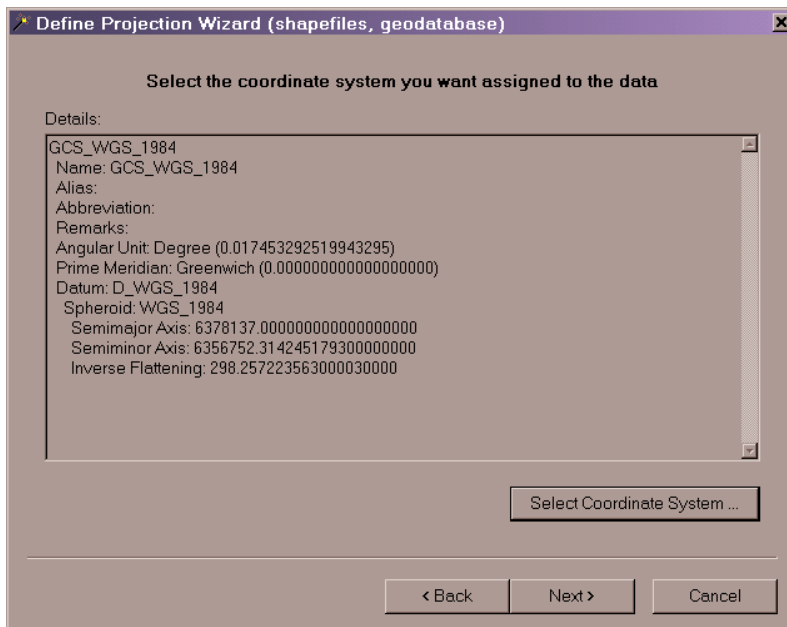 Define Projection Wizard (shapefiles, geodatabase)
Select the coordinate system you want assigned to the data
Details:
GCS_WGS_1984
Name: GCS_WGS_1984
Alias:
Abbreviation:
Remarks:
Angular Unit: Degree (0.017453292519943295)
Prime Meridian: Greenwich (0.000000000000000000)
Datum: D_WGS_1984
Spheroid: WGS_1984
Semimajor Axis: 6378137.000000000000000000
Semiminor Axis: 6356752.314245179300000000
Inverse Flattening: 298.257223563000030000
Select Coordinate System ...
< Back
Next >
Cancel